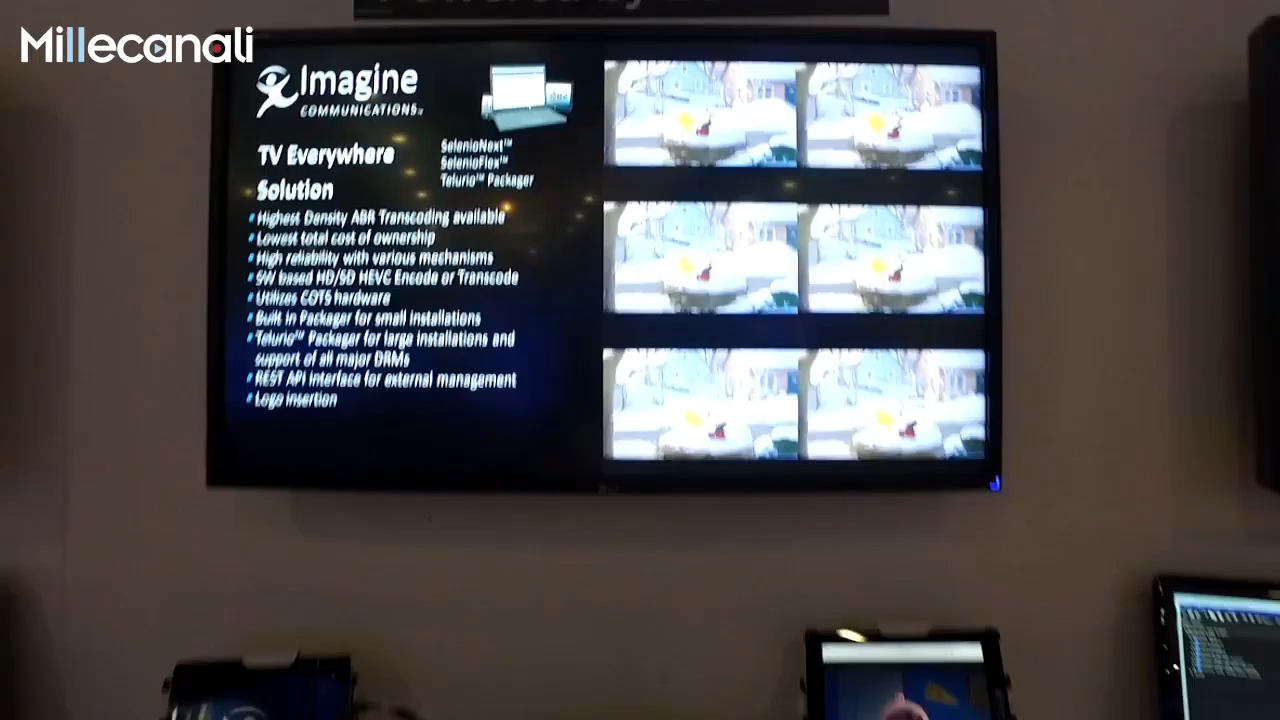 Powered by
Millecanali
Imagine
COMMUNICATIONS
TV Everywhere
Solution
SelenioNext™
SelenioFlex™
Telurio™ Packager
Highest Density ABR Transcoding available
Lowest total cost of ownership
High reliability with various mechanisms
SW based HD/SD HEVC Encode or Transcode
Utilizes COTS hardware
Built in Packager for small installations
Telurio™ Packager for large installations and
support of all major DRMs
REST API interface for external management
Logo insertion